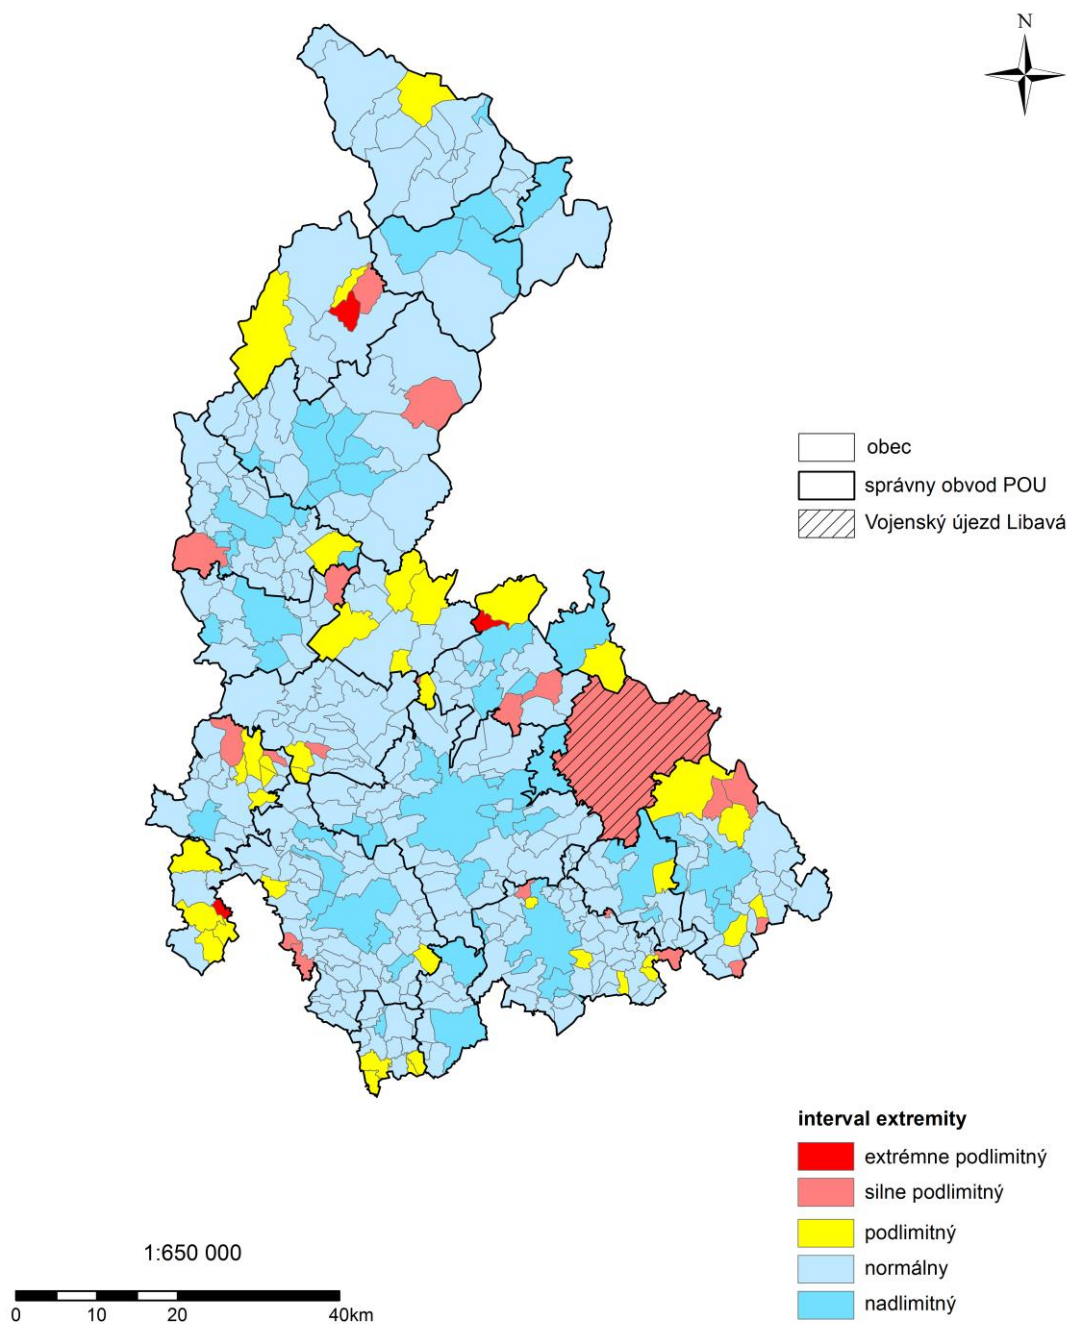 N
obec
správny obvod POU
Vojenský újezd Libavá
interval extremity
extrémne podlimitný
silne podlimitný
podlimitný
normálny
nadlimitný
1:650 000
0 10 20 40km